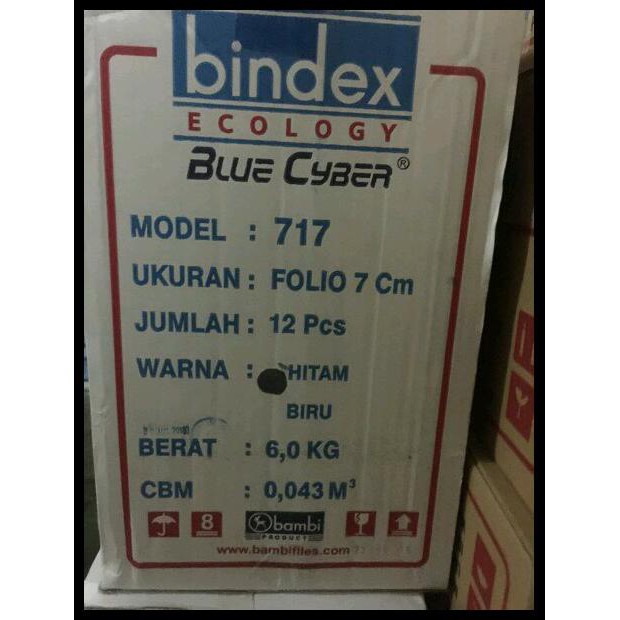 bindex
ECOLOGY
BLUE CYBER®
MODEL : 717
UKURAN : FOLIO 7 Cm
JUMLAH : 12 Pcs
WARNA : HITAM
BIRU
BERAT : 6,0 KG
CBM : 0,043 M³
8
bambi
PRODUCT
www.bambifiles.com